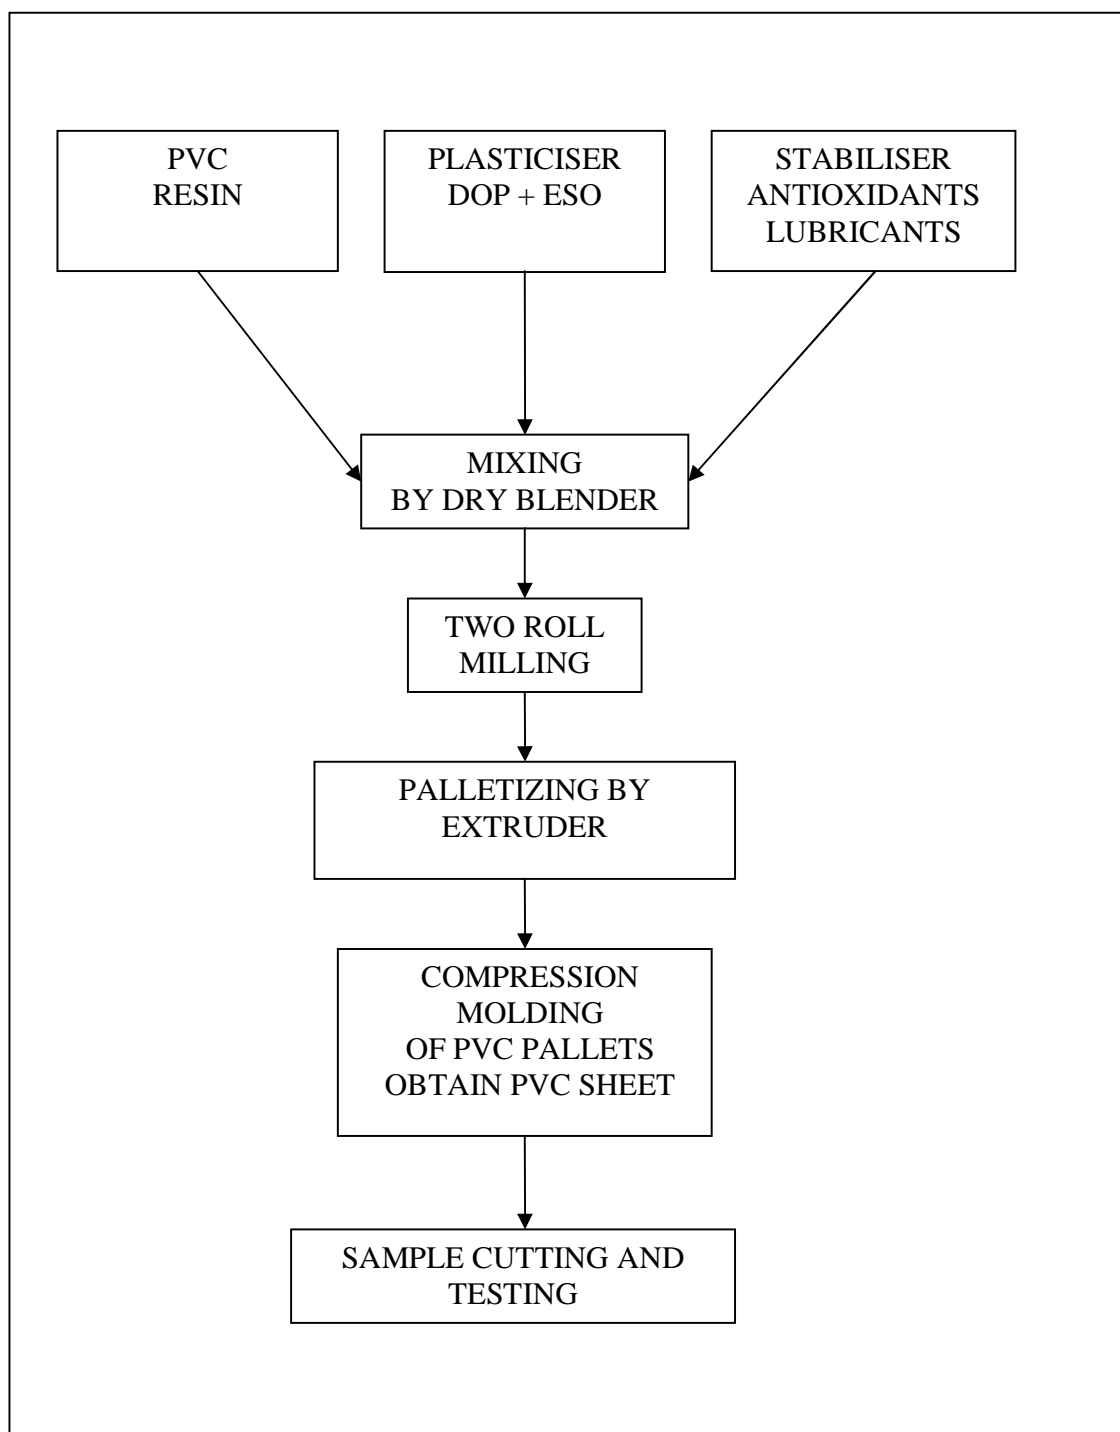 PVC
RESIN
PLASTICISER
DOP + ESO
STABILISER
ANTIOXIDANTS
LUBRICANTS
MIXING
BY DRY BLENDER
TWO ROLL
MILLING
PALLETIZING BY
EXTRUDER
COMPRESSION
MOLDING
OF PVC PALLETS
OBTAIN PVC SHEET
SAMPLE CUTTING AND
TESTING